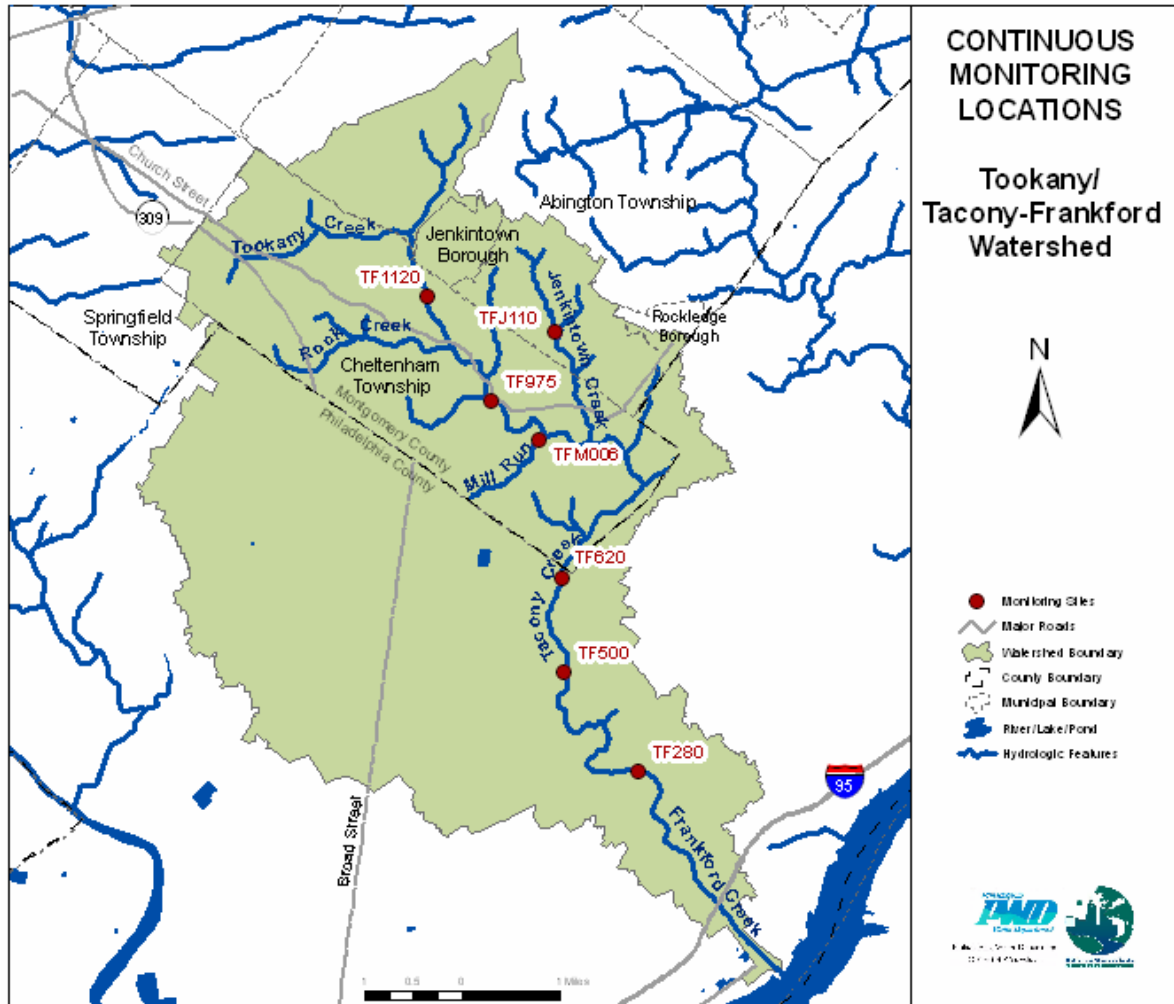 CONTINUOUS
MONITORING
LOCATIONS
Tookany/
Tacony-Frankford
Watershed
N
Monitoring Sites
Major Roads
Watershed Boundary
County Boundary
Municipal Boundary
River/Lake/Pond
Hydrologic Features
PWD
Church Street
309
Abington Township
Tookany Creek
Jenkintown
Borough
TF1120
Jenkintown Creek
TFJ110
Springfield
Township
Rock Creek
Rockledge
Borough
Cheltenham
Township
TF975
Montgomery County
Philadelphia County
TFM006
Mill Run
TF620
Tacony Creek
TF500
TF280
95
Broad Street
Frankford Creek
1 0.5 0 1 Miles